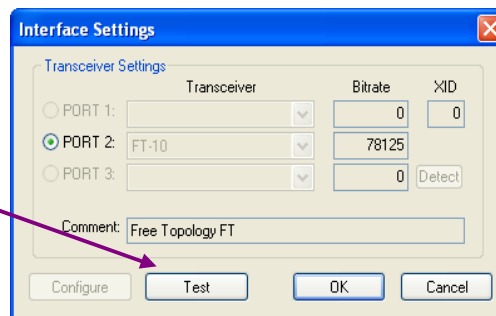 Interface Settings
Transceiver Settings
Transceiver Bitrate XID
PORT 1: 0 0
PORT 2: FT-10 78125
PORT 3: 0 Detect
Comment: Free Topology FT
Configure Test OK Cancel